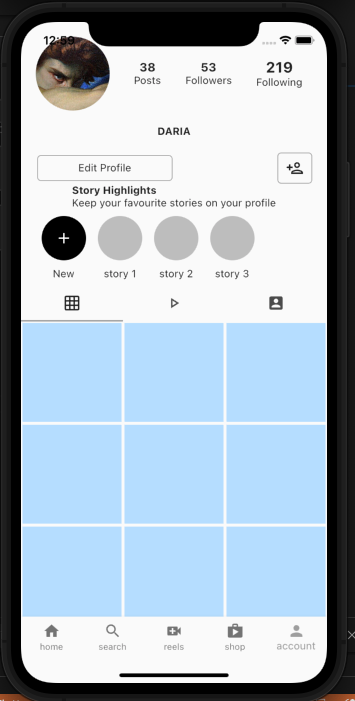 12:59
38 53 219
Posts Followers Following
DARIA
Edit Profile
Story Highlights
Keep your favourite stories on your profile
New story 1 story 2 story 3
home search reels shop account